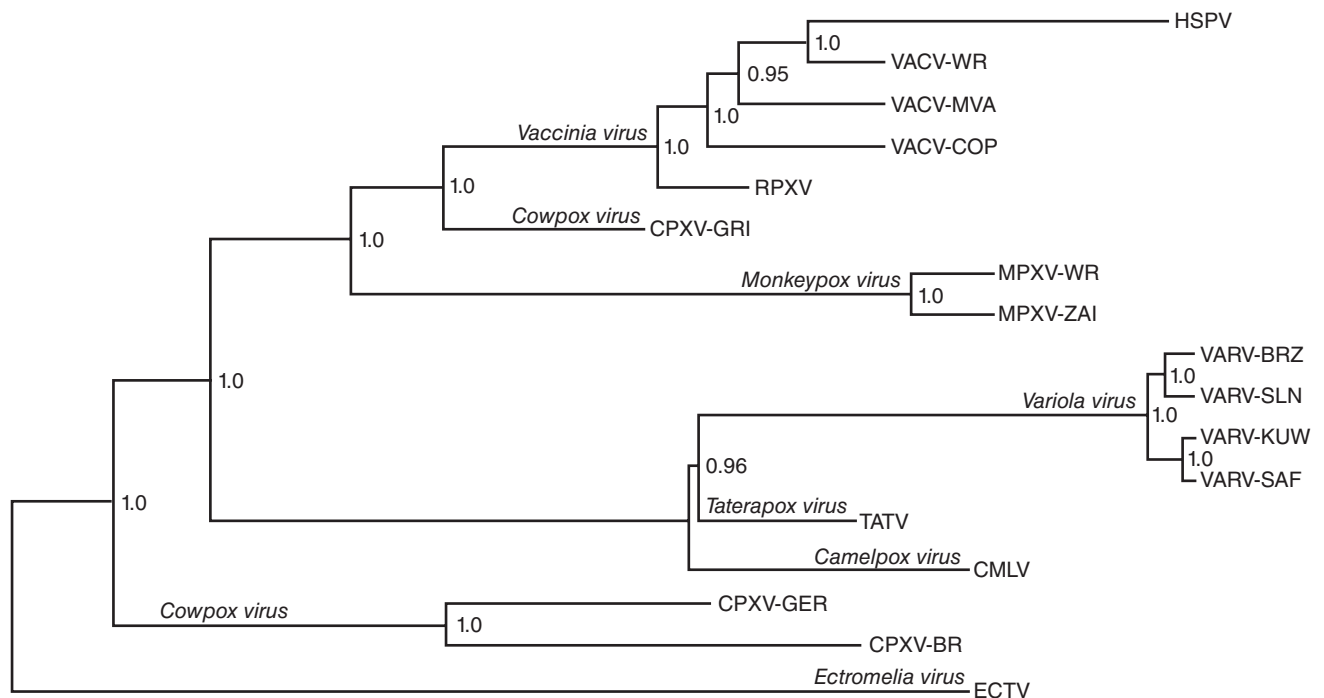 HSPV
1.0
VACV-WR
0.95
VACV-MVA
1.0
Vaccinia virus
1.0
VACV-COP
RPXV
1.0
Cowpox virus
CPXV-GRI
1.0
MPXV-WR
Monkeypox virus
1.0
MPXV-ZAI
VARV-BRZ
1.0
1.0
VARV-SLN
Variola virus
1.0
VARV-KUW
1.0
0.96
VARV-SAF
Taterapox virus
TATV
1.0
Camelpox virus
CMLV
CPXV-GER
Cowpox virus
1.0
CPXV-BR
Ectromelia virus
ECTV